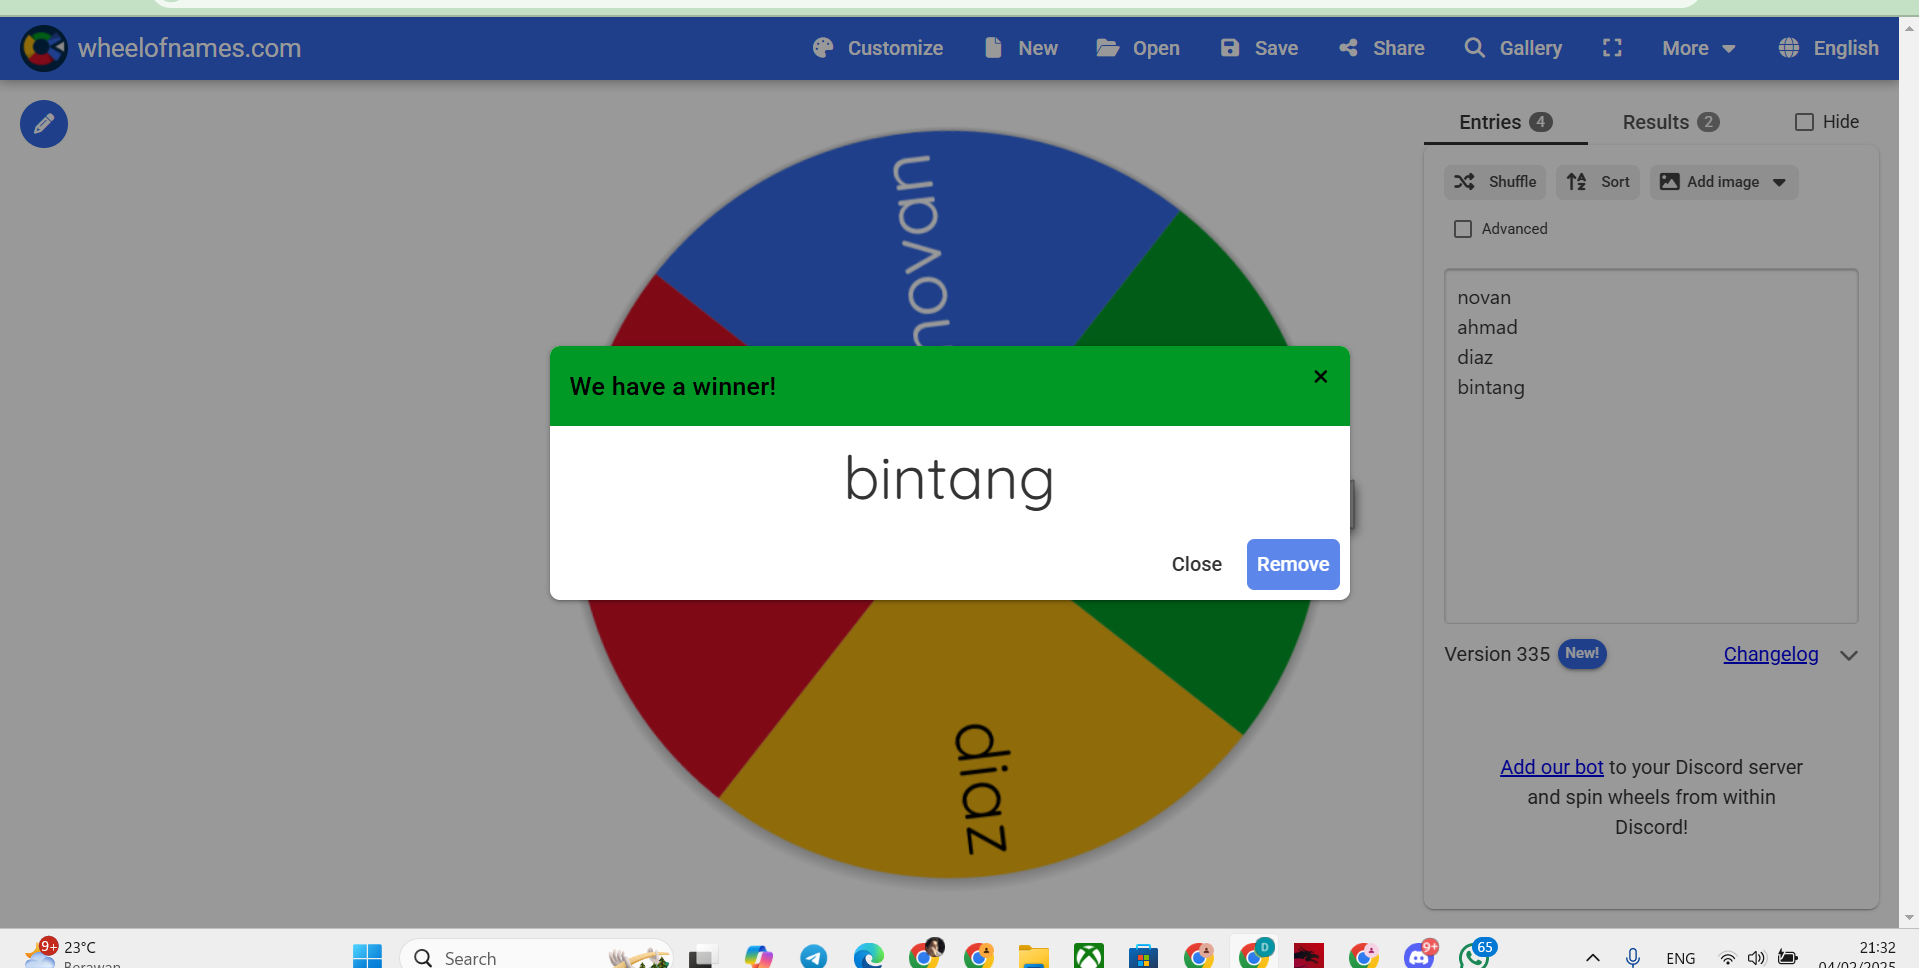 wheelofnames.com
Customize New Open Save Share Gallery More English
Entries 4 Results 2 Hide
Shuffle Sort Add image
Advanced
novan
ahmad
diaz
bintang
novan
We have a winner!
bintang
Close Remove
diaz
Version 335 New! Changelog
Add our bot to your Discord server
and spin wheels from within
Discord!
9+ 23°C
Berawan
Search
D
9+
65
ENG
21:32
04/02/2025